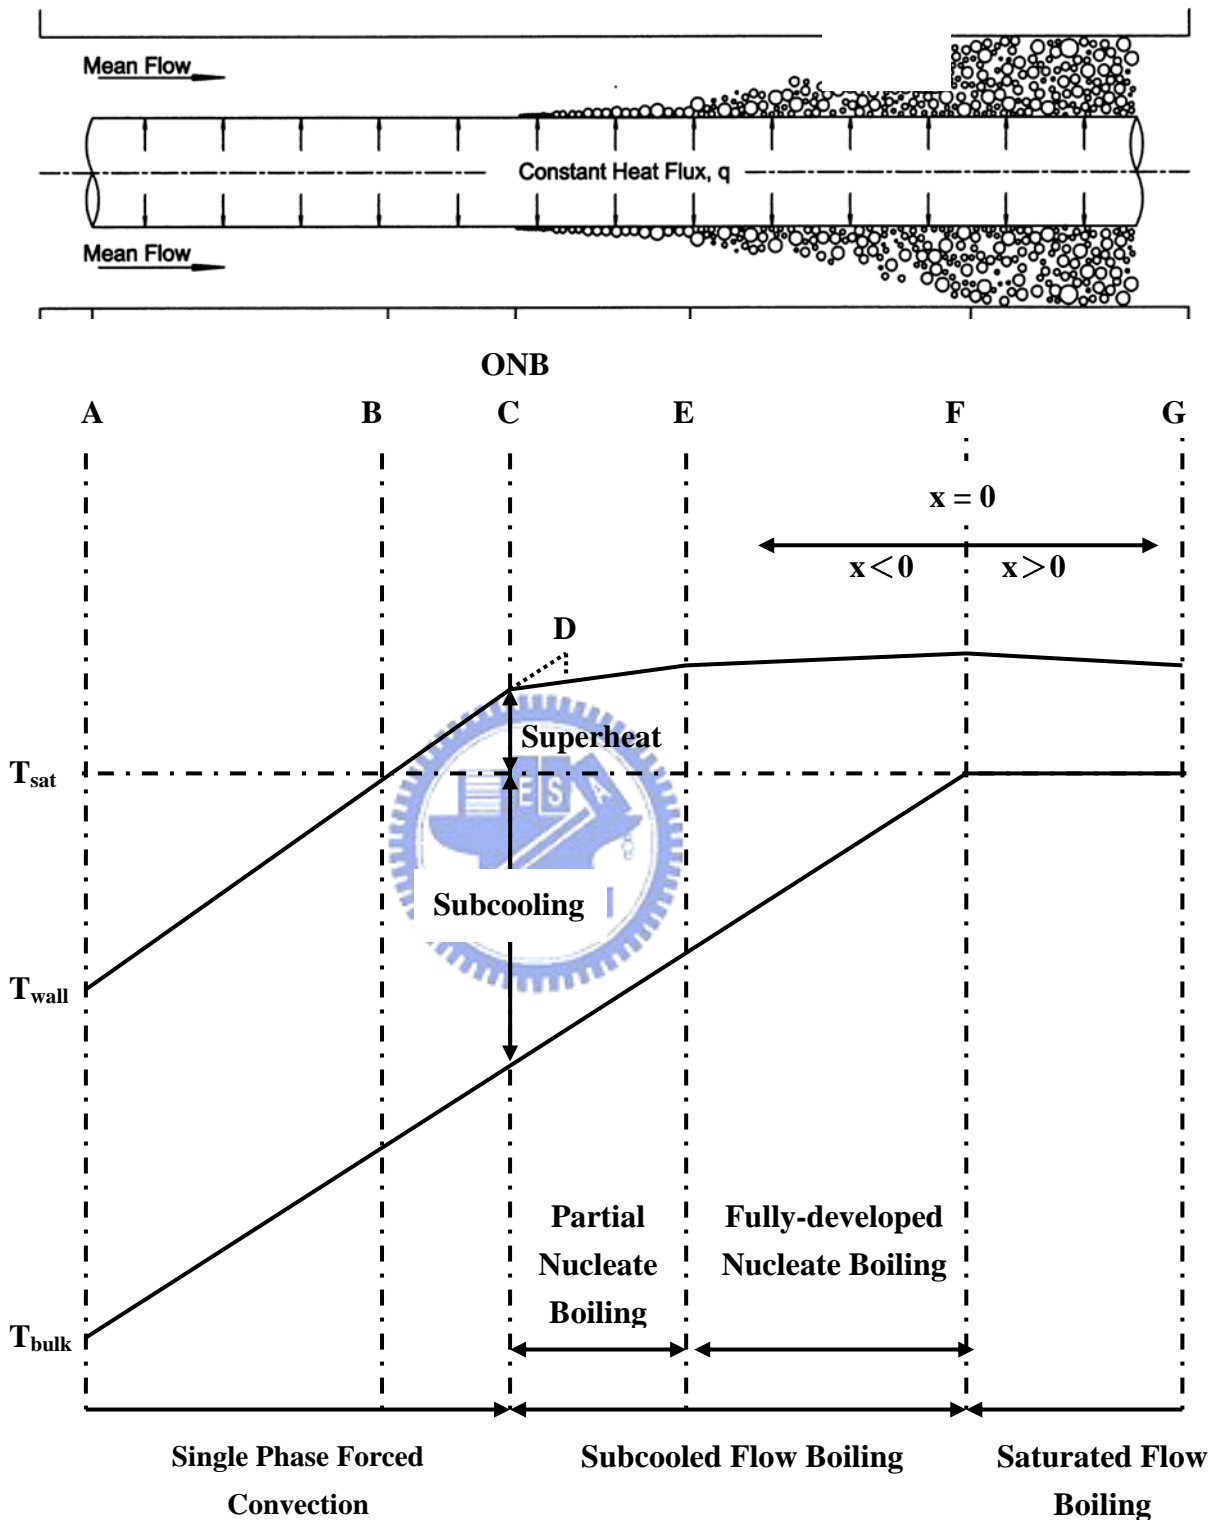 Mean Flow
Constant Heat Flux, q
Mean Flow
ONB
A B C E F G
x = 0
x＜0 x＞0
D
Superheat
Tsat
ES
A
Subcooling
Twall
Partial
Nucleate
Boiling
Fully-developed
Nucleate Boiling
Tbulk
Single Phase Forced
Convection
Subcooled Flow Boiling
Saturated Flow
Boiling